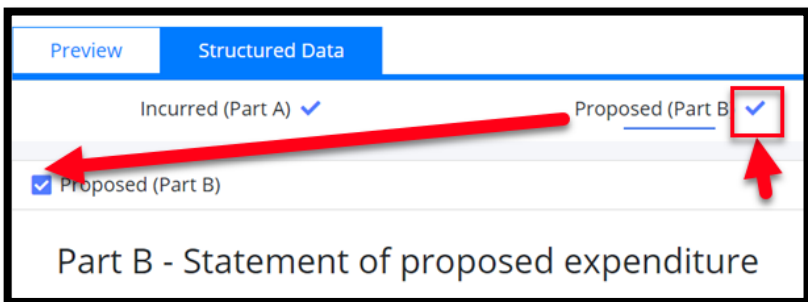 Preview Structured Data
Incurred (Part A) Proposed (Part B
Proposed (Part B)
Part B - Statement of proposed expenditure